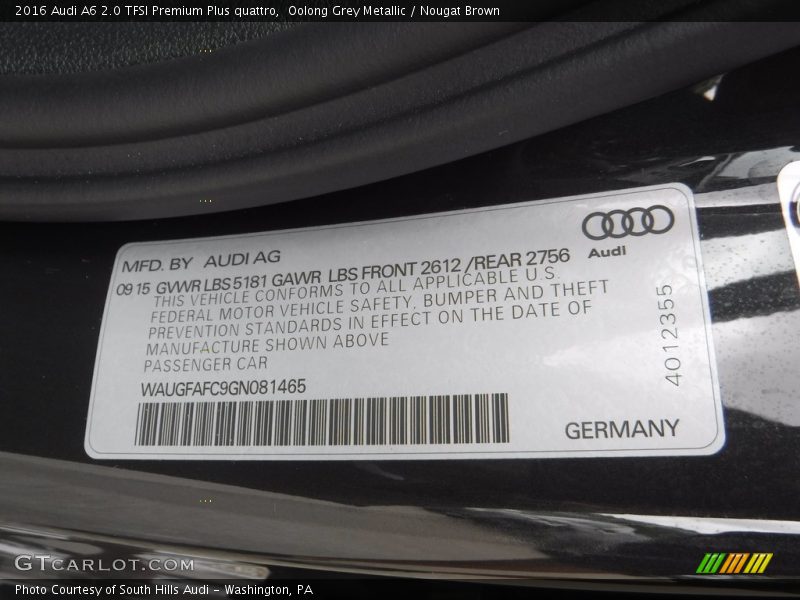 2016 Audi A6 2.0 TFSI Premium Plus quattro,  Oolong Grey Metallic / Nougat Brown
Audi
MFD. BY AUDI AG
09 15 GVWR LBS 5181 GAWR LBS FRONT 2612 /REAR 2756
THIS VEHICLE CONFORMS TO ALL APPLICABLE U.S.
FEDERAL MOTOR VEHICLE SAFETY, BUMPER AND THEFT
PREVENTION STANDARDS IN EFFECT ON THE DATE OF
MANUFACTURE SHOWN ABOVE
PASSENGER CAR
WAUGFAFC9GN081465
4012355
GERMANY
GTCARLOT.COM
Photo Courtesy of South Hills Audi - Washington, PA